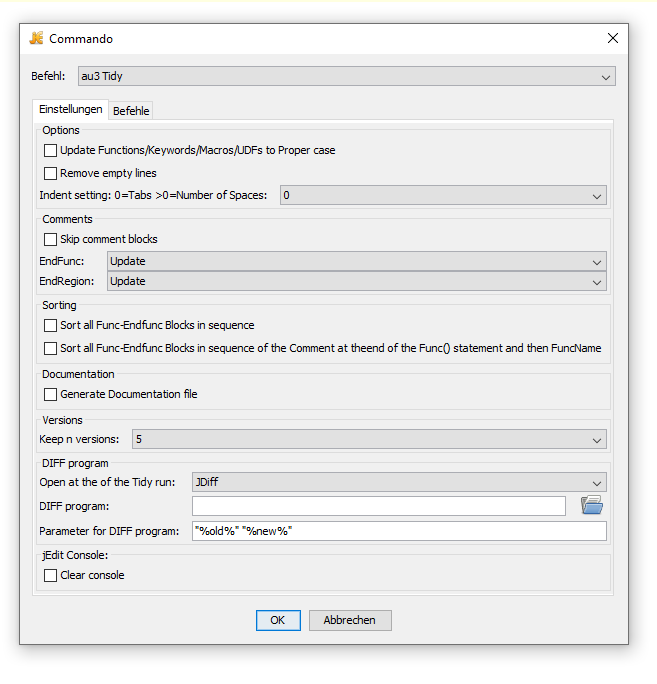 Commando
Befehl: au3 Tidy
Einstellungen Befehle
Options
Update Functions/Keywords/Macros/UDFs to Proper case
Remove empty lines
Indent setting: 0=Tabs >0=Number of Spaces: 0
Comments
Skip comment blocks
EndFunc: Update
EndRegion: Update
Sorting
Sort all Func-Endfunc Blocks in sequence
Sort all Func-Endfunc Blocks in sequence of the Comment at theend of the Func() statement and then FuncName
Documentation
Generate Documentation file
Versions
Keep n versions: 5
DIFF program
Open at the of the Tidy run: JDiff
DIFF program:
Parameter for DIFF program: "%old%" "%new%"
jEdit Console:
Clear console
OK Abbrechen